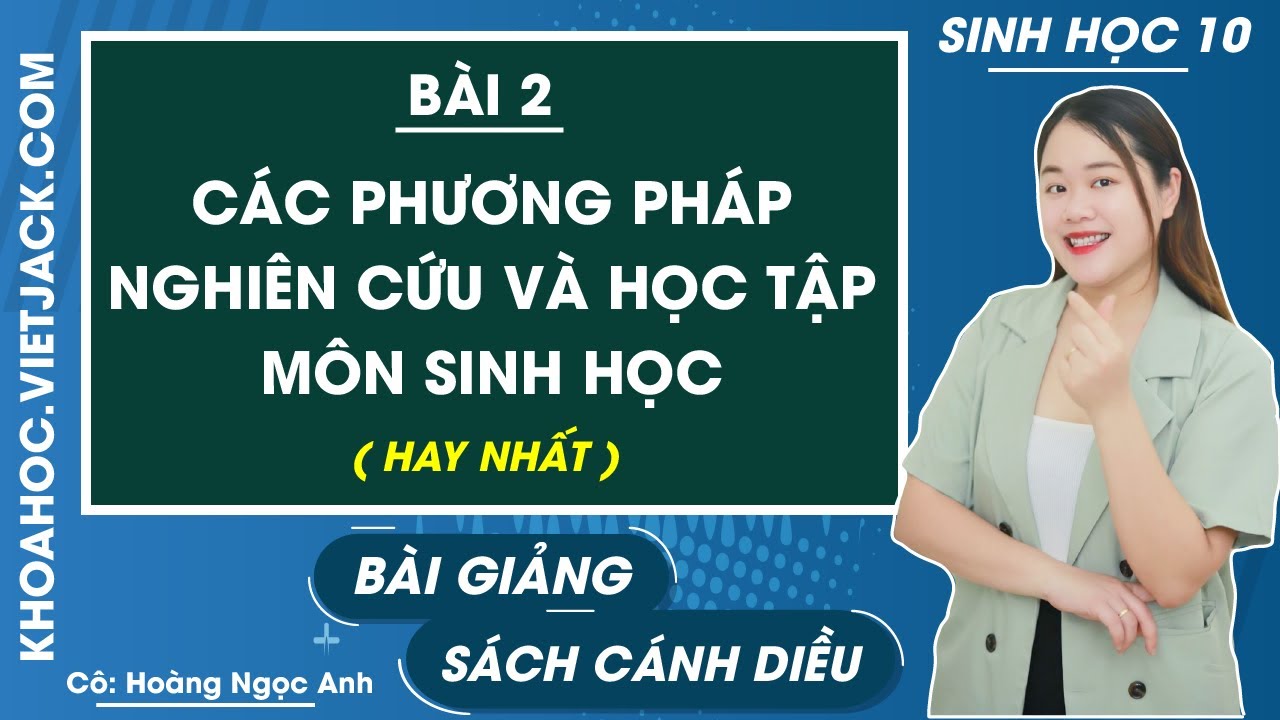 SINH HỌC 10
BÀI 2
CÁC PHƯƠNG PHÁP
NGHIÊN CỨU VÀ HỌC TẬP
MÔN SINH HỌC
( HAY NHẤT )
BÀI GIẢNG
SÁCH CÁNH DIỀU
Cô: Hoàng Ngọc Anh
KHOAHOC.VIETJACK.COM